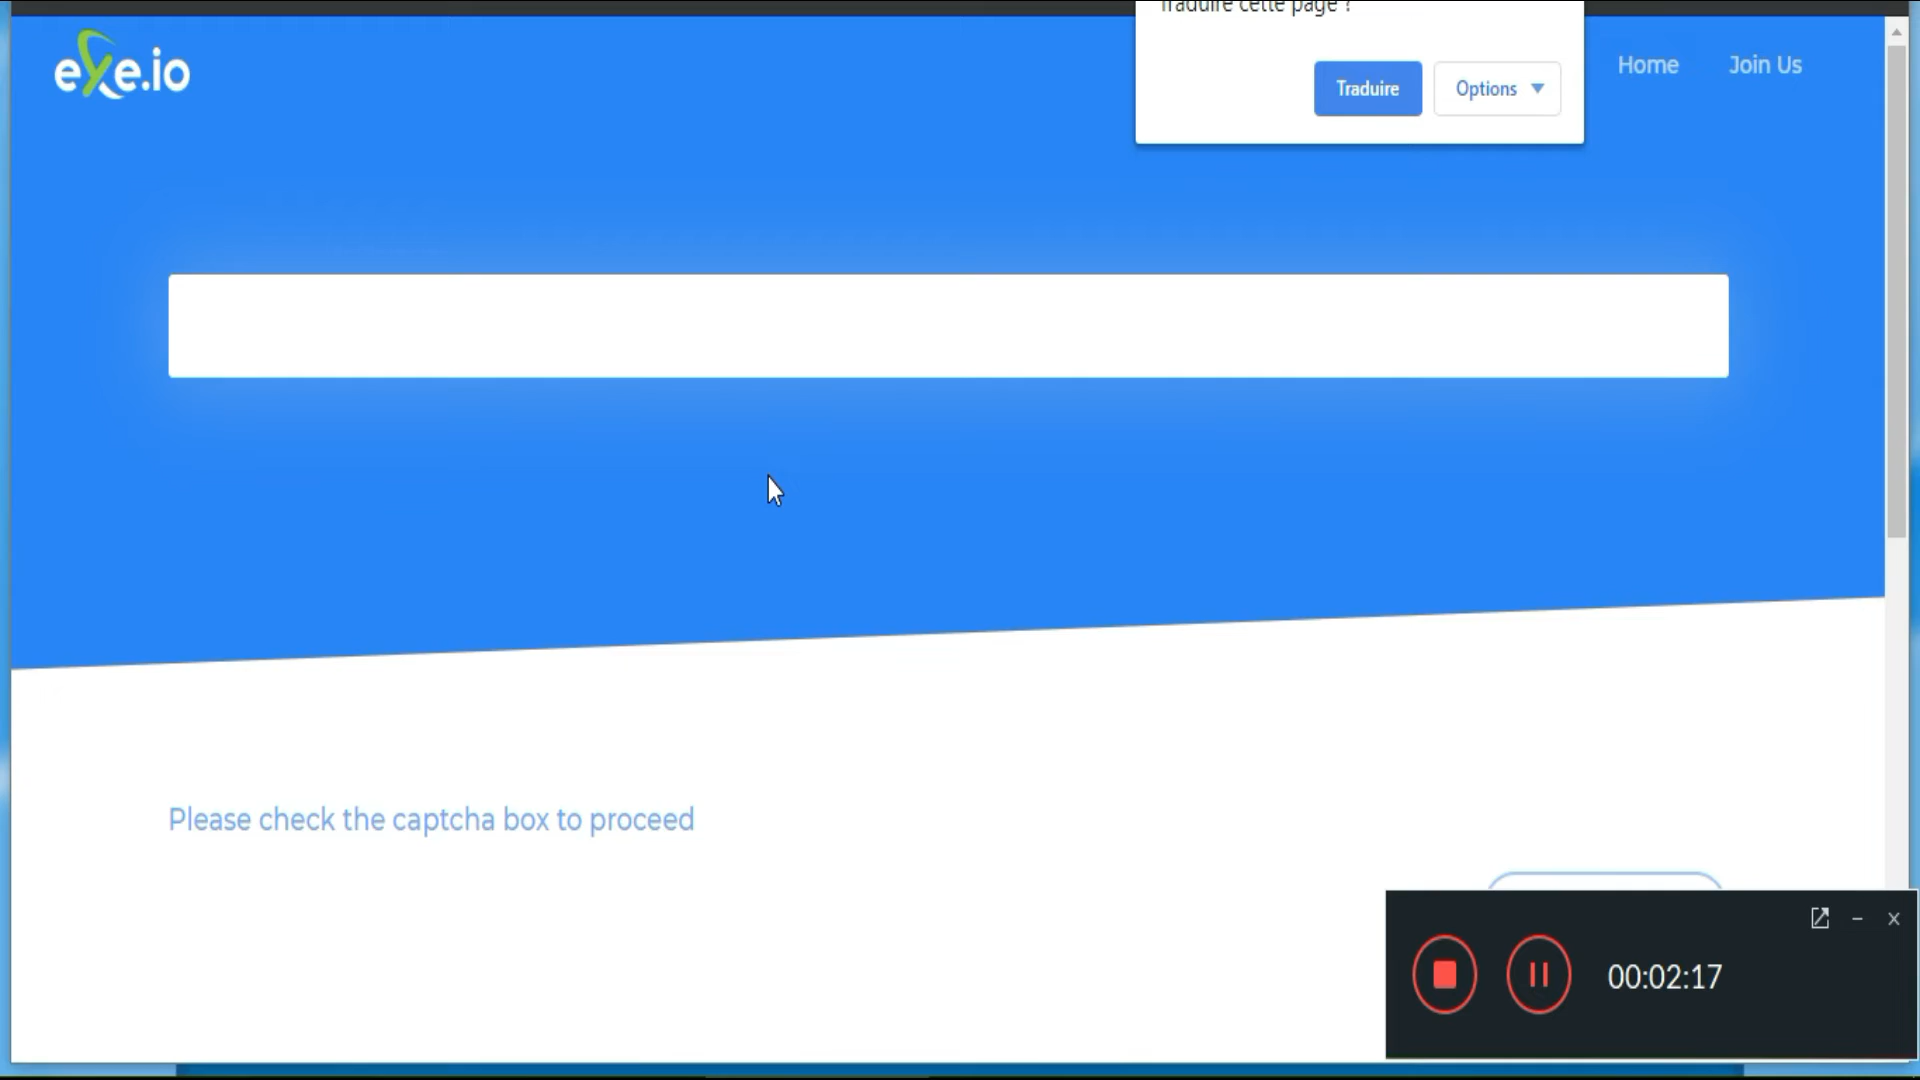 Traduire cette page ?
exe.io
Traduire
Options
Home
Join Us
Please check the captcha box to proceed
00:02:17